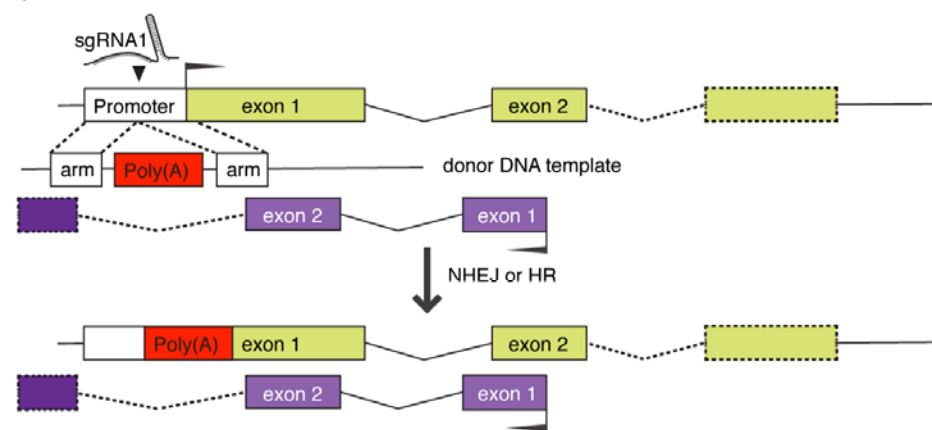 sgRNA1
Promoter
exon 1
exon 2
arm
Poly(A)
arm
donor DNA template
exon 2
exon 1
NHEJ or HR
Poly(A)
exon 1
exon 2
exon 2
exon 1